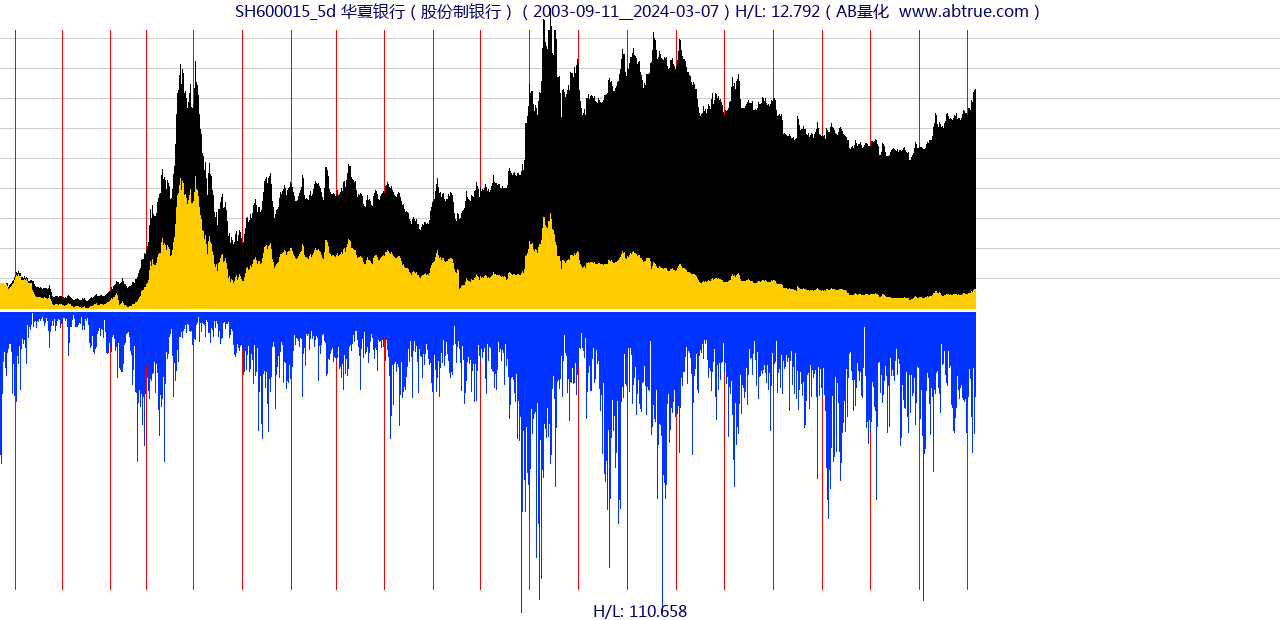 SH600015_5d 华夏银行 ( 股份制银行 ) ( 2003-09-11__2024-03-07 ) H/L: 12.792 ( AB量化  www.abtrue.com )
H/L: 110.658